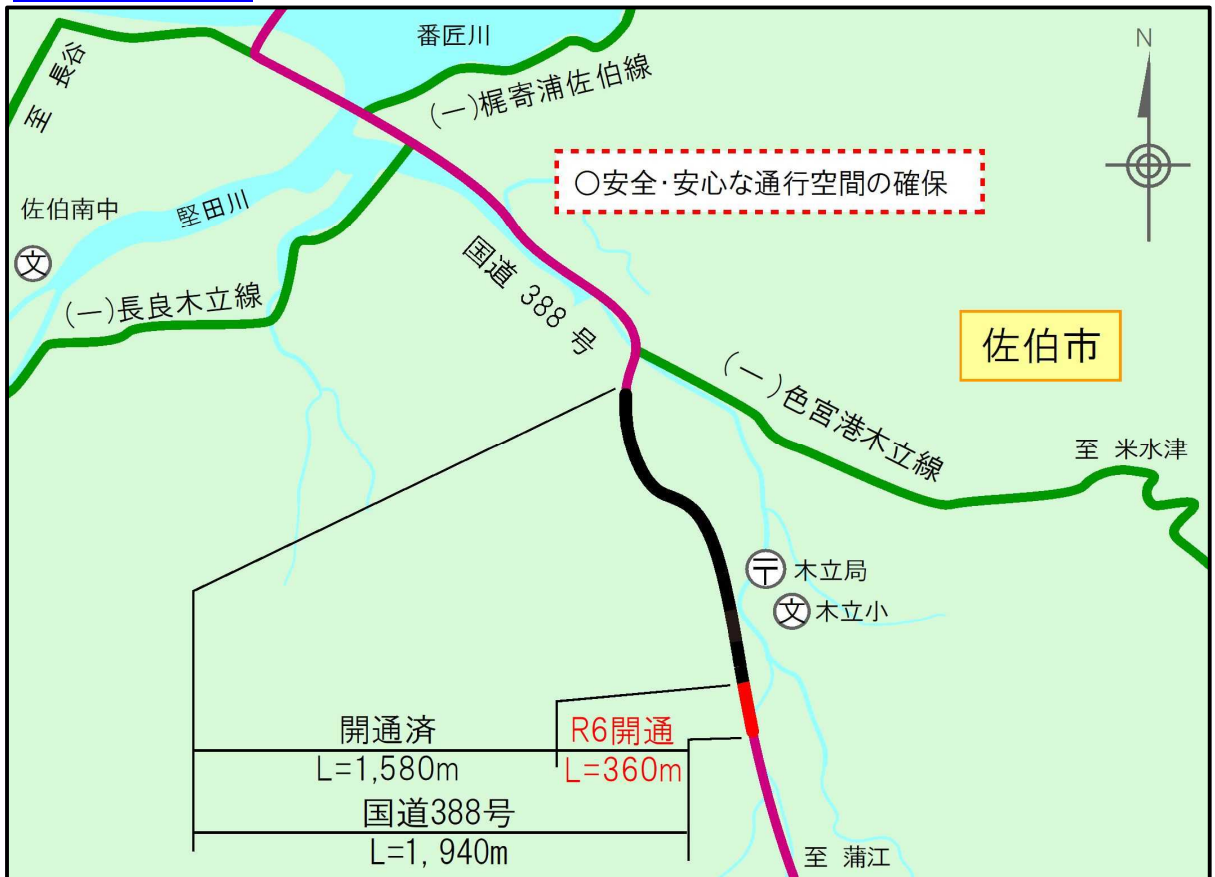 番匠川
N
至 長谷
(一)梶寄浦佐伯線
○安全・安心な通行空間の確保
佐伯南中
堅田川
文
(一)長良木立線
国道 388 号
佐伯市
(一)色宮港木立線
至 米水津
〒 木立局
文 木立小
開通済
R6開通
L=1,580m
L=360m
国道388号
L=1,940m
至 蒲江